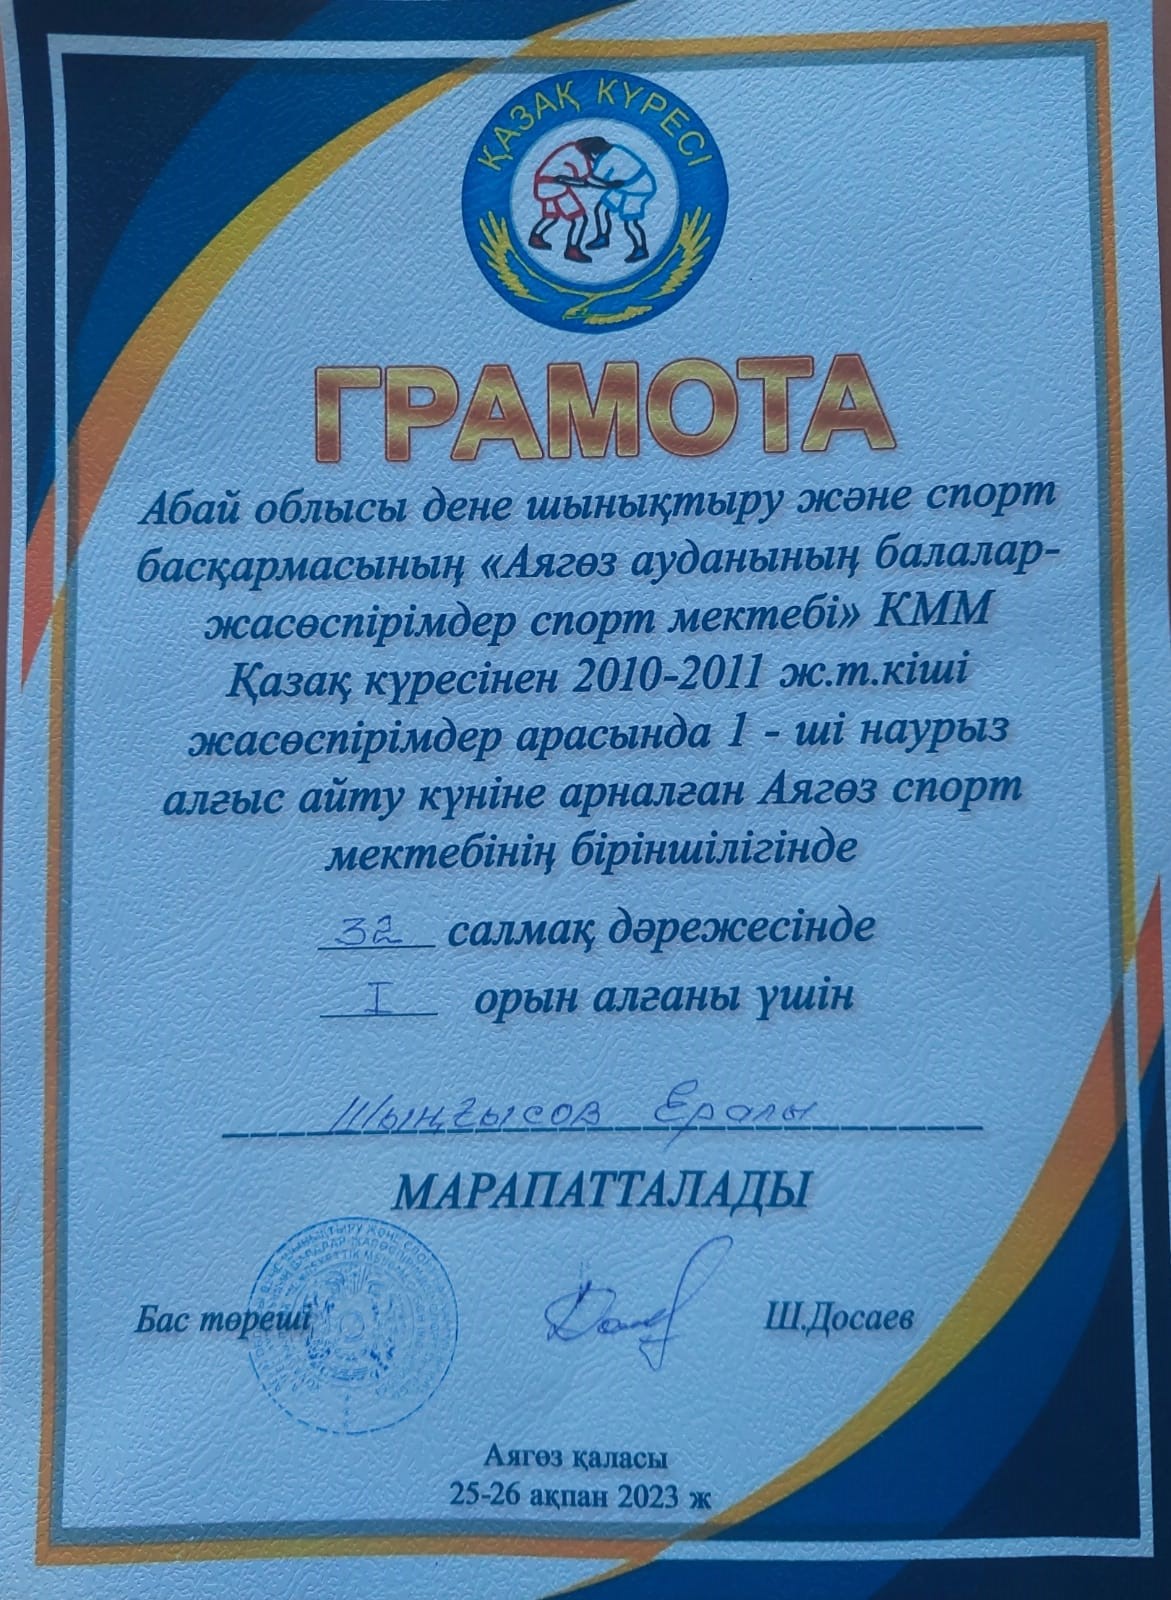 ҚАЗАҚ КҮРЕСІ
ГРАМОТА
Абай облысы дене шынықтыру және спорт
басқармасының «Аягөз ауданының балалар-
жасөспірімдер спорт мектебі» КММ
Қазақ күресінен 2010-2011 ж.т.кіші
жасөспірімдер арасында 1 - ші наурыз
алғыс айту күніне арналған Аягөз спорт
мектебінің біріншілігінде
32 салмақ дәрежесінде
I орын алғаны үшін
Шыңғысов Ералы
МАРАПАТТАЛАДЫ
Бас төреші Ш.Досаев
Аягөз қаласы
25-26 ақпан 2023 ж